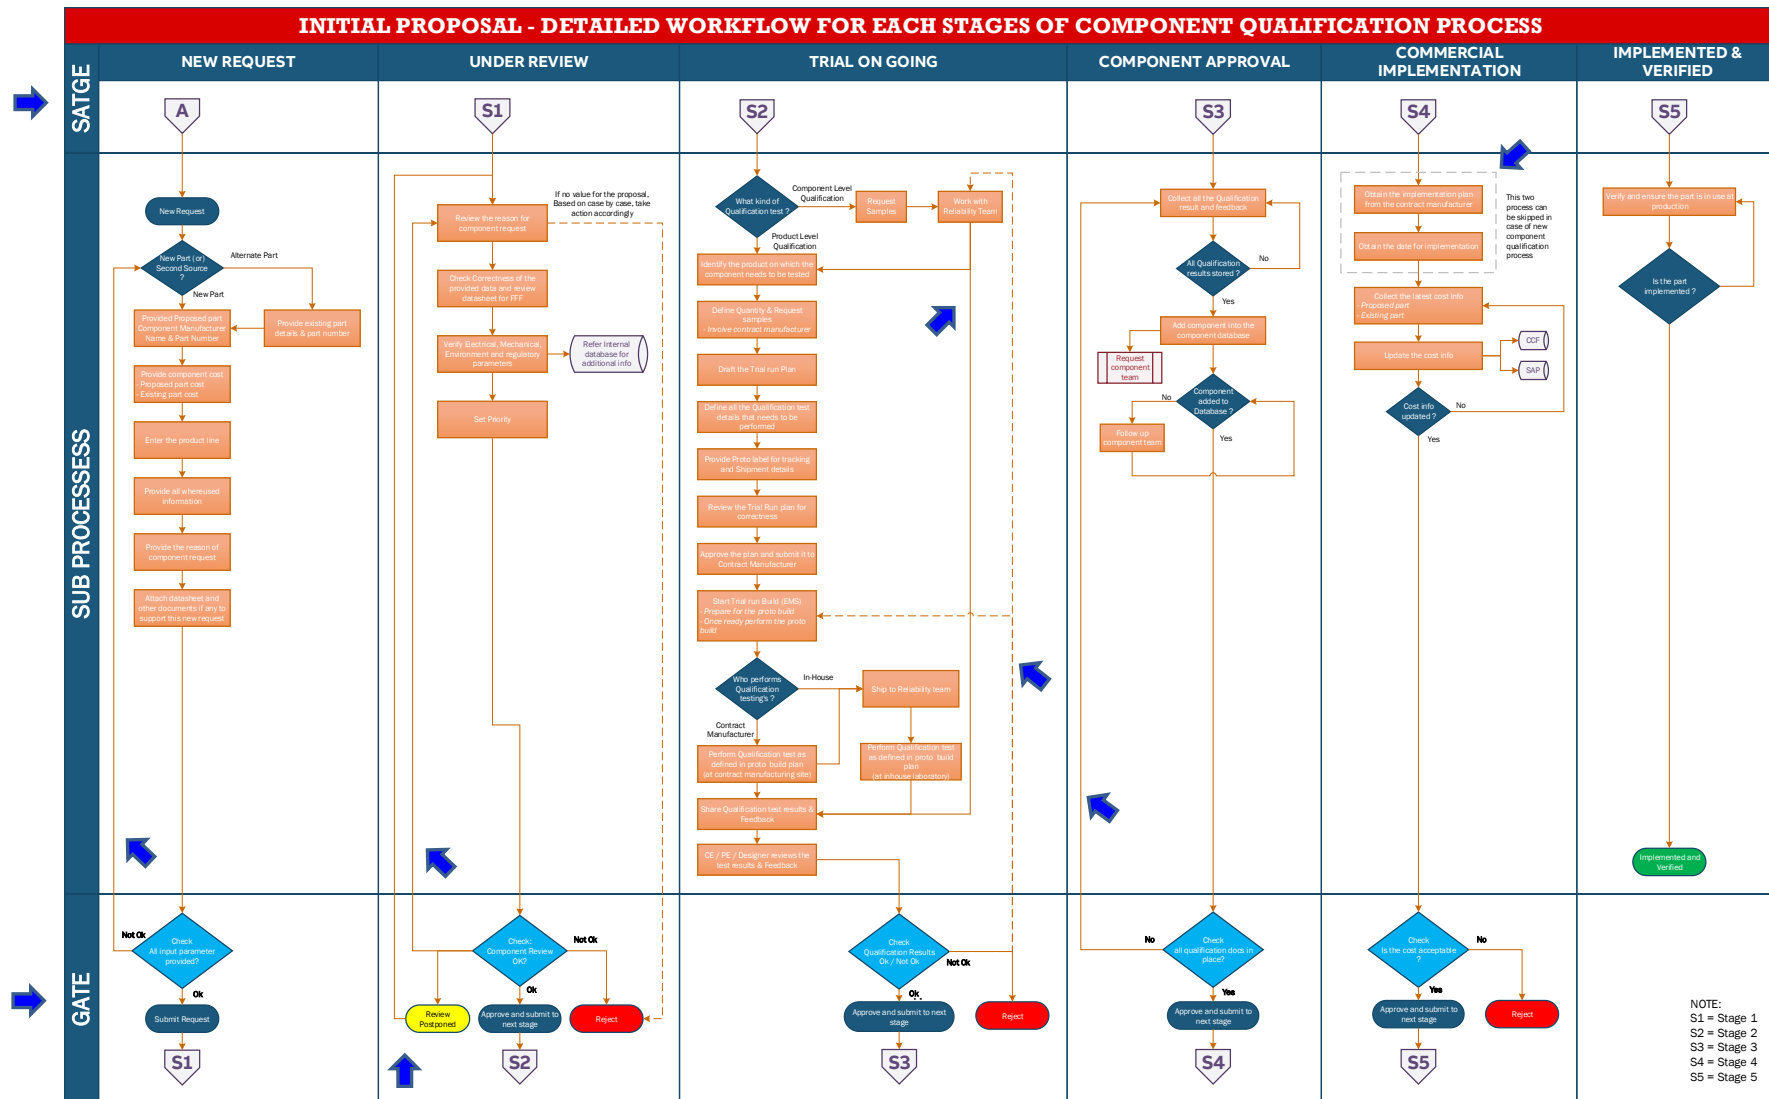 INITIAL PROPOSAL - DETAILED WORKFLOW FOR EACH STAGES OF COMPONENT QUALIFICATION PROCESS
SATGE
NEW REQUEST
UNDER REVIEW
TRIAL ON GOING
COMPONENT APPROVAL
COMMERCIAL
IMPLEMENTATION
IMPLEMENTED &
VERIFIED
A
S1
S2
S3
S4
S5
SUB PROCESSESS
New Request
New Part (or)
Second Source
?
Alternate Part
New Part
Provided Proposed part
Component Manufacturer
Name & Part Number
Provide existing part
details & part number
Provide component cost
- Proposed part cost
- Existing part cost
Enter the product line
Provide all whereused
information
Provide the reason of
component request
Attach datasheet and
other documents if any to
support this new request
If no value for the proposal,
Based on case by case, take
action accordingly
Review the reason for
component request
Check Correctness of the
provided data and review
datasheet for FFF
Verify Electrical, Mechanical,
Environment and regulatory
parameters
Refer Internal
database for
additional info
Set Priority
What kind of
Qualification test ?
Component Level
Qualification
Request
Samples
Work with
Reliability Team
Product Level
Qualification
Identify the product on which the
component needs to be tested
Define Quantity & Request
samples
- Involve contract manufacturer
Draft the Trial run Plan
Define all the Qualification test
details that needs to be
performed
Provide Proto label for tracking
and Shipment details
Review the Trial Run plan for
correctness
Approve the plan and submit it to
Contract Manufacturer
Start Trial run Build (EMS)
- Prepare for the proto build
- Once ready perform the proto
build
Who performs
Qualification
testing's ?
In-House
Ship to Reliability team
Contract
Manufacturer
Perform Qualification test as
defined in proto build plan
(at contract manufacturing site)
Perform Qualification test
as defined in proto build
plan
(at inhouse laboratory)
Share Qualification test results &
Feedback
CE / PE / Designer reviews the
test results & Feedback
Collect all the Qualification
result and feedback
All Qualification
results stored ?
No
Yes
Add component into the
component database
Request
component
team
Component
added to
Database ?
No
Follow up
component team
Yes
Obtain the implementation plan
from the contract manufacturer
Obtain the date for implementation
This two
process can
be skipped in
case of new
component
qualification
process
Collect the latest cost Info
- Proposed part
- Existing part
Update the cost info
CCF
SAP
Cost info
updated ?
No
Yes
Verify and ensure the part is in use at
production
Is the part
implemented ?
Implemented and
Verified
GATE
Check
All input parameter
provided?
Not Ok
Ok
Submit Request
S1
Check:
Component Review
OK?
Not Ok
Ok
Review
Postponed
Approve and submit to
next stage
Reject
S2
Check
Qualification Results
Ok / Not Ok
Not Ok
Ok
Approve and submit to next
stage
Reject
S3
Check
all qualification docs in
place?
No
Yes
Approve and submit to
next stage
S4
Check
Is the cost acceptable
?
No
Yes
Approve and submit to
next stage
Reject
S5
NOTE:
S1 = Stage 1
S2 = Stage 2
S3 = Stage 3
S4 = Stage 4
S5 = Stage 5